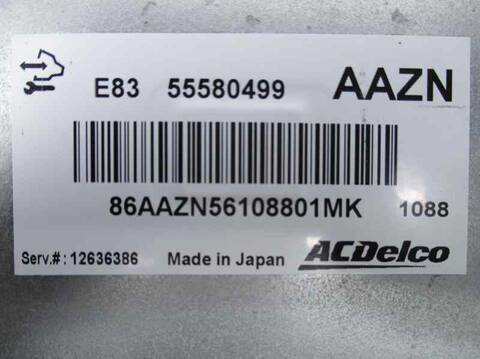 E83 55580499 AAZN
86AAZN56108801MK 1088
Serv.#: 12636386 Made in Japan ACDelco